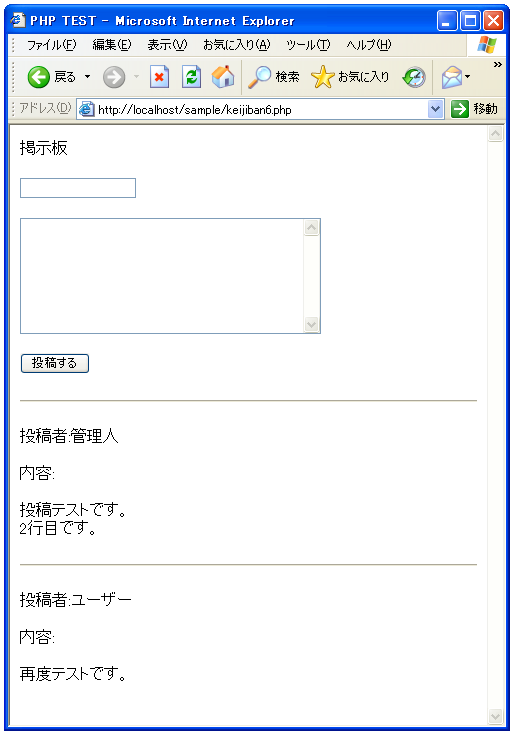 PHP TEST - Microsoft Internet Explorer
ファイル(F) 編集(E) 表示(V) お気に入り(A) ツール(T) ヘルプ(H)
戻る 検索 お気に入り
アドレス(D) http://localhost/sample/keijiban6.php 移動
掲示板
投稿する
投稿者:管理人
内容:
投稿テストです。
2行目です。
投稿者:ユーザー
内容:
再度テストです。